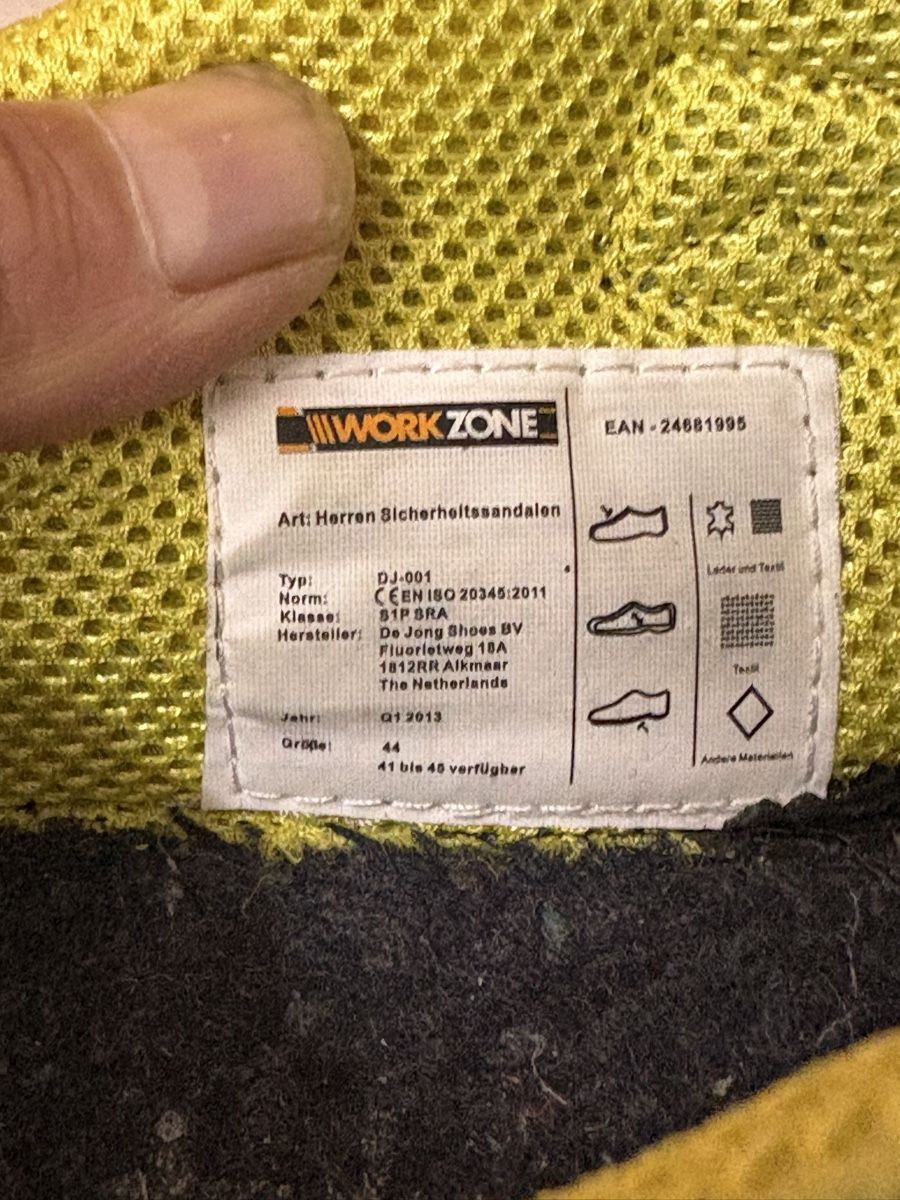 WORKZONE
Art: Herren Sicherheitssandalen
Typ: DJ-001
Norm: CE EN ISO 20345:2011
Klasse: S1P SRA
Hersteller: De Jong Shoes BV
Fluorietweg 18A
1812RR Alkmaar
The Netherlands
Jahr: Q1 2013
Größe: 44
41 bis 45 verfügbar
EAN - 24681995
Leder und Textil
Textil
Andere Materialien